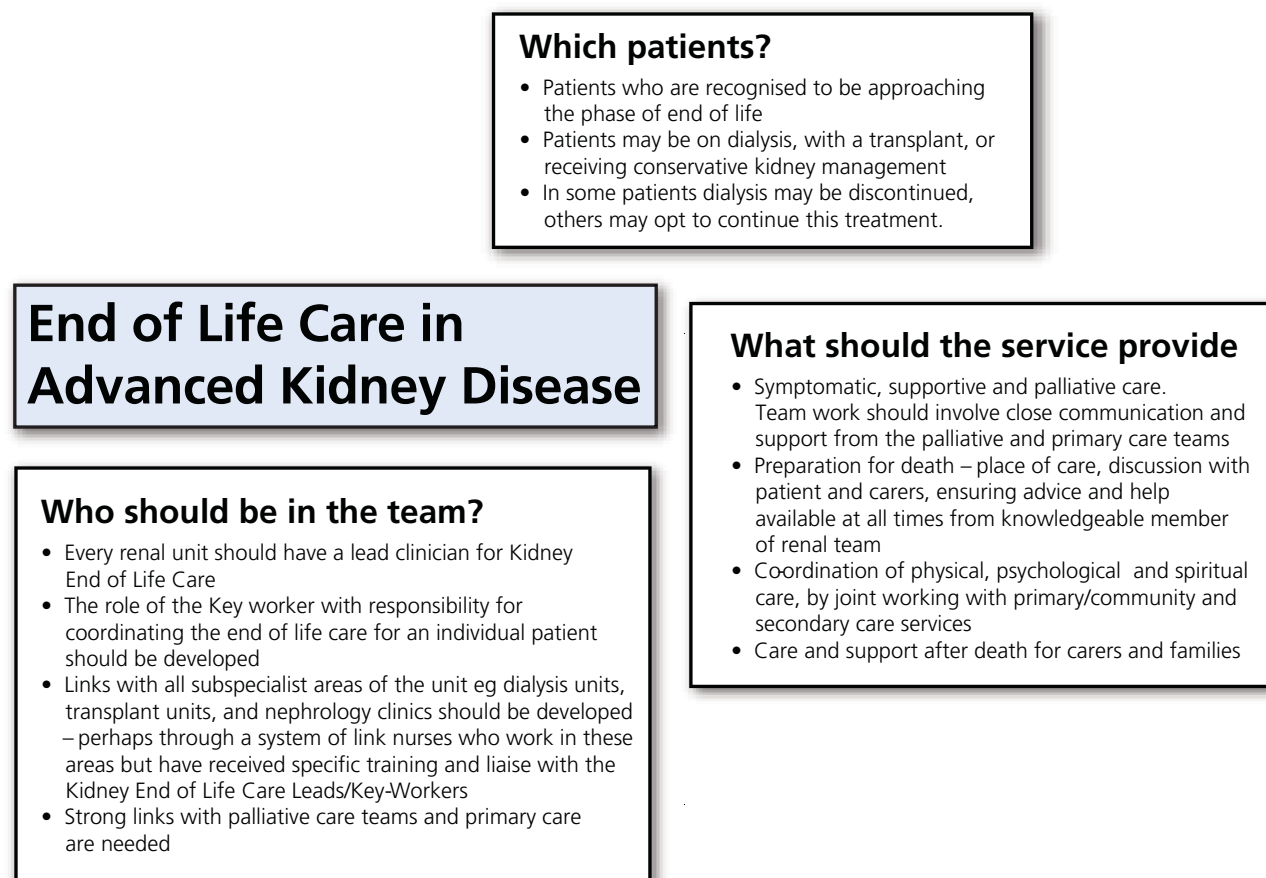 Which patients?
• Patients who are recognised to be approaching
the phase of end of life
• Patients may be on dialysis, with a transplant, or
receiving conservative kidney management
• In some patients dialysis may be discontinued,
others may opt to continue this treatment.
End of Life Care in
Advanced Kidney Disease
What should the service provide
• Symptomatic, supportive and palliative care.
Team work should involve close communication and
support from the palliative and primary care teams
• Preparation for death – place of care, discussion with
patient and carers, ensuring advice and help
available at all times from knowledgeable member
of renal team
• Co-ordination of physical, psychological and spiritual
care, by joint working with primary/community and
secondary care services
• Care and support after death for carers and families
Who should be in the team?
• Every renal unit should have a lead clinician for Kidney
End of Life Care
• The role of the Key worker with responsibility for
coordinating the end of life care for an individual patient
should be developed
• Links with all subspecialist areas of the unit eg dialysis units,
transplant units, and nephrology clinics should be developed
– perhaps through a system of link nurses who work in these
areas but have received specific training and liaise with the
Kidney End of Life Care Leads/Key-Workers
• Strong links with palliative care teams and primary care
are needed